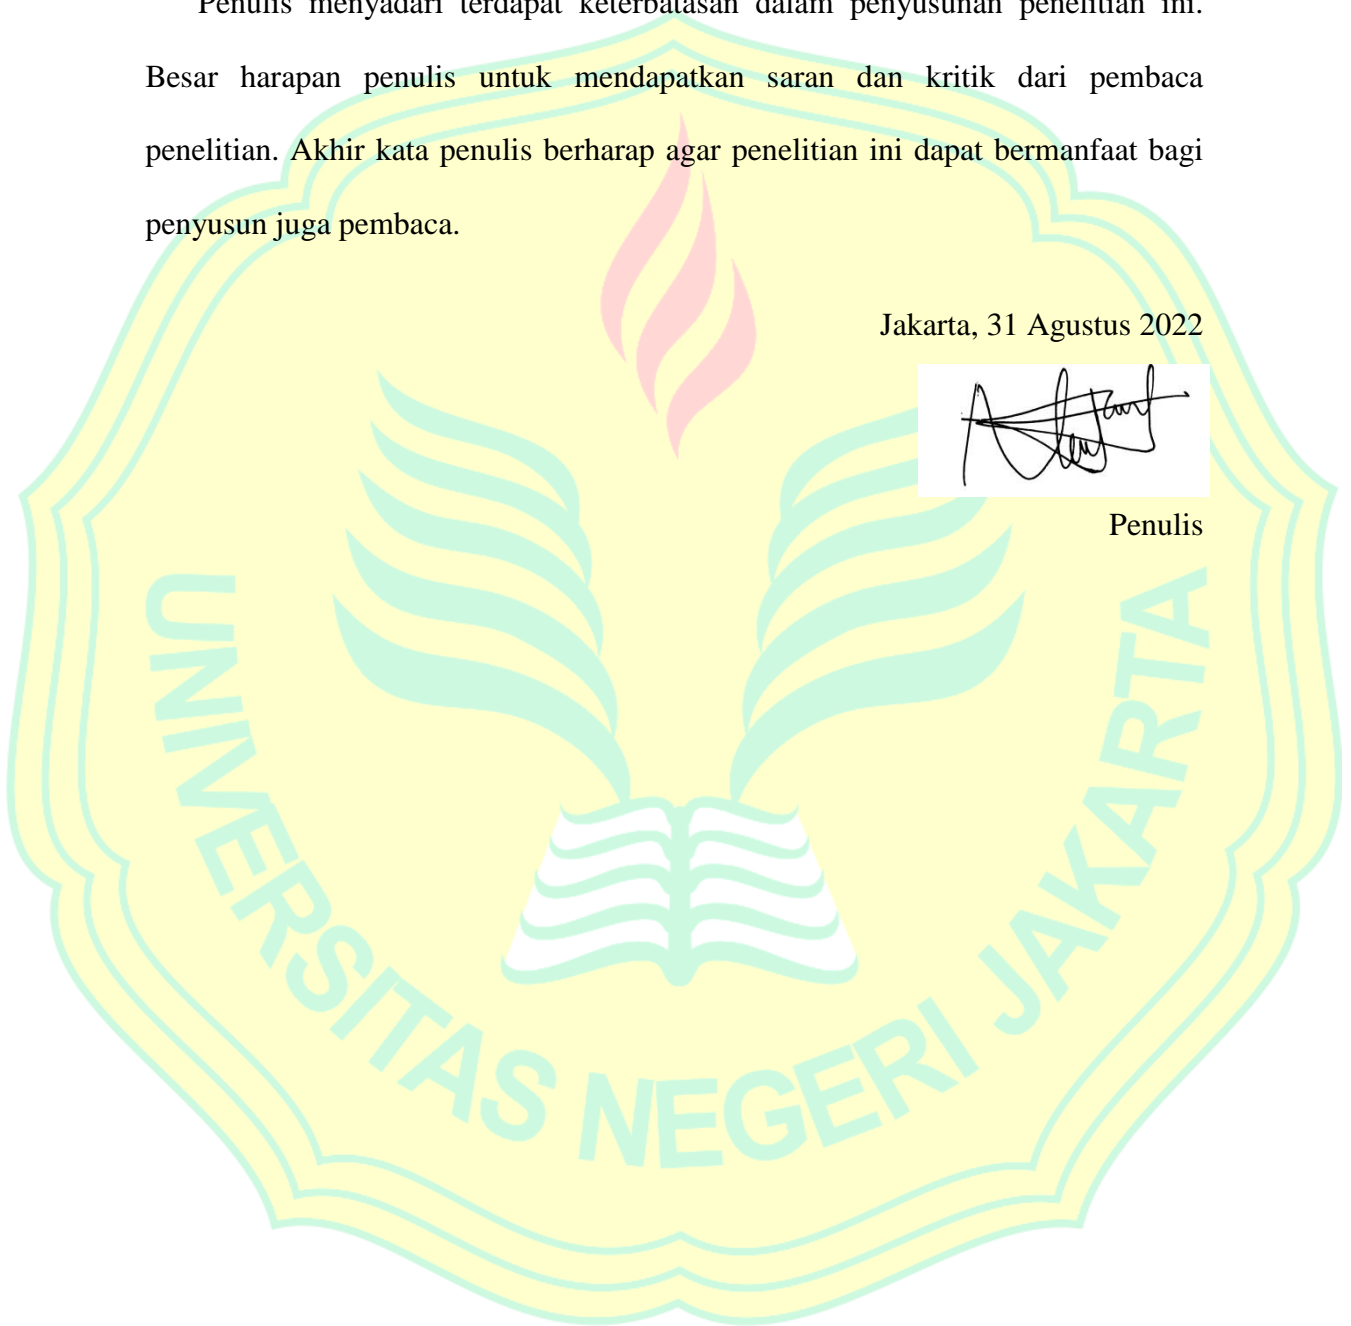 Penulis menyadari terdapat keterbatasan dalam penyusunan penelitian ini.
Besar harapan penulis untuk mendapatkan saran dan kritik dari pembaca
penelitian. Akhir kata penulis berharap agar penelitian ini dapat bermanfaat bagi
penyusun juga pembaca.
Jakarta, 31 Agustus 2022
Penulis
UNIVERSITAS NEGERI JAKARTA